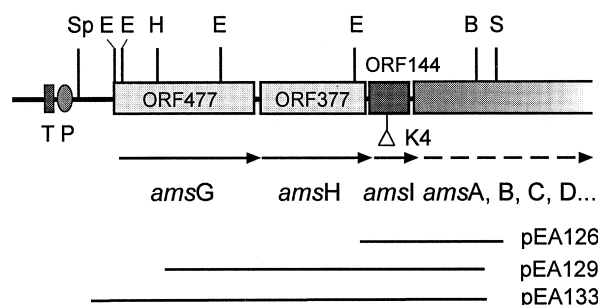 Sp E E H E E B S
ORF144
ORF477 ORF377
T P K4
amsG amsH amsI amsA, B, C, D...
pEA126
pEA129
pEA133